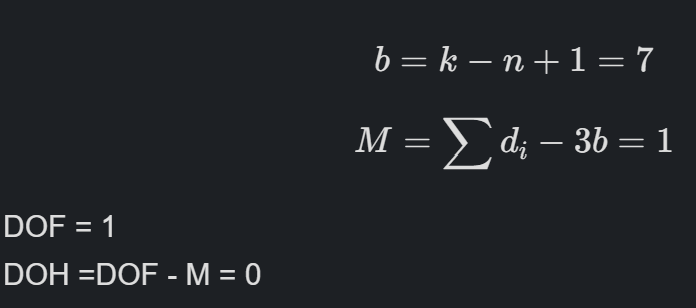 b = k − n + 1 = 7
M = ∑ dᵢ − 3b = 1
DOF = 1
DOH =DOF - M = 0